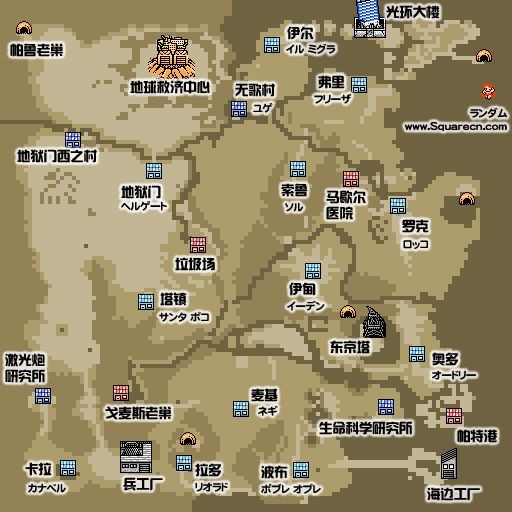 光环大楼
帕鲁老巢
伊尔
イル ミグラ
地球救济中心
无歌村
ユゲ
弗里
フリーザ
ランダム
www.Squarecn.com
地狱门西之村
地狱门
ヘルゲート
索鲁
ソル
马歇尔
医院
罗克
ロッコ
垃圾场
塔镇
サンタ ポコ
伊甸
イーデン
东京塔
奥多
オードリー
激光炮
研究所
戈麦斯老巢
麦基
ネギ
生命科学研究所
帕特港
卡拉
カナベル
兵工厂
拉多
リオラド
波布
ボブレ オブレ
海边工厂